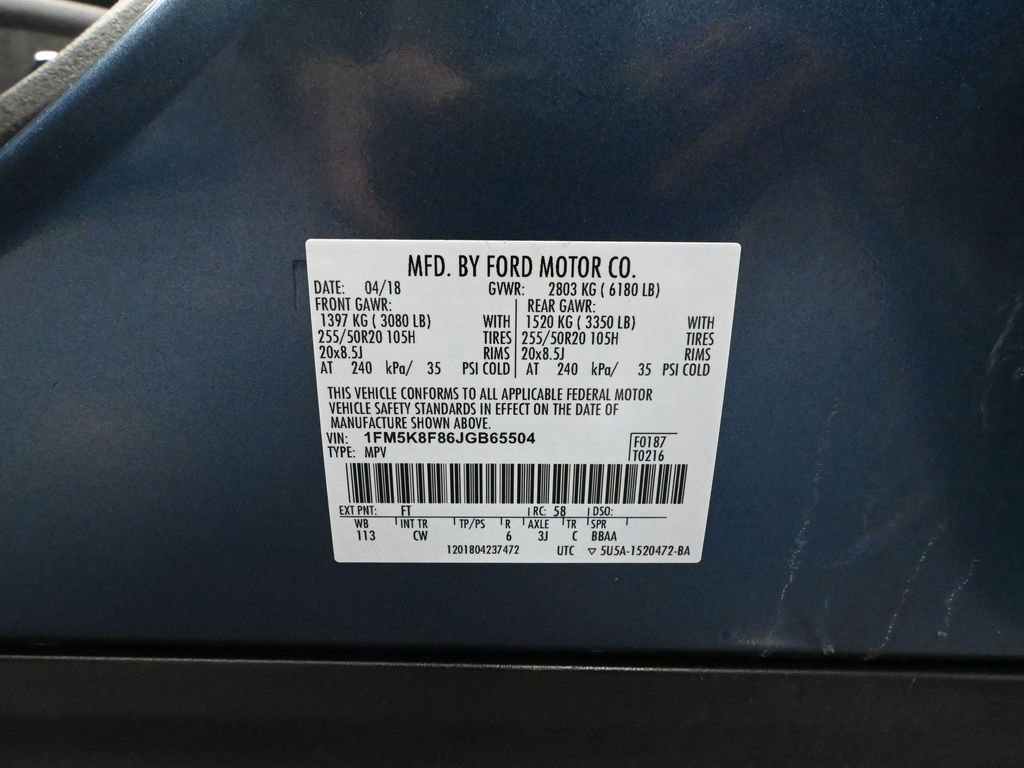 MFD. BY FORD MOTOR CO.
DATE: 04/18 GVWR: 2803 KG ( 6180 LB)
FRONT GAWR: REAR GAWR:
1397 KG ( 3080 LB) WITH 1520 KG ( 3350 LB) WITH
255/50R20 105H TIRES 255/50R20 105H TIRES
20x8.5J RIMS 20x8.5J RIMS
AT 240 kPa/ 35 PSI COLD AT 240 kPa/ 35 PSI COLD
THIS VEHICLE CONFORMS TO ALL APPLICABLE FEDERAL MOTOR
VEHICLE SAFETY STANDARDS IN EFFECT ON THE DATE OF
MANUFACTURE SHOWN ABOVE.
VIN: 1FM5K8F86JGB65504 F0187
TYPE: MPV T0216
EXT PNT: FT RC: 58 DSO:
WB INT TR TP/PS R AXLE TR SPR
113 CW 6 3J C BBAA
1201804237472 UTC ▽ 5U5A-1520472-BA